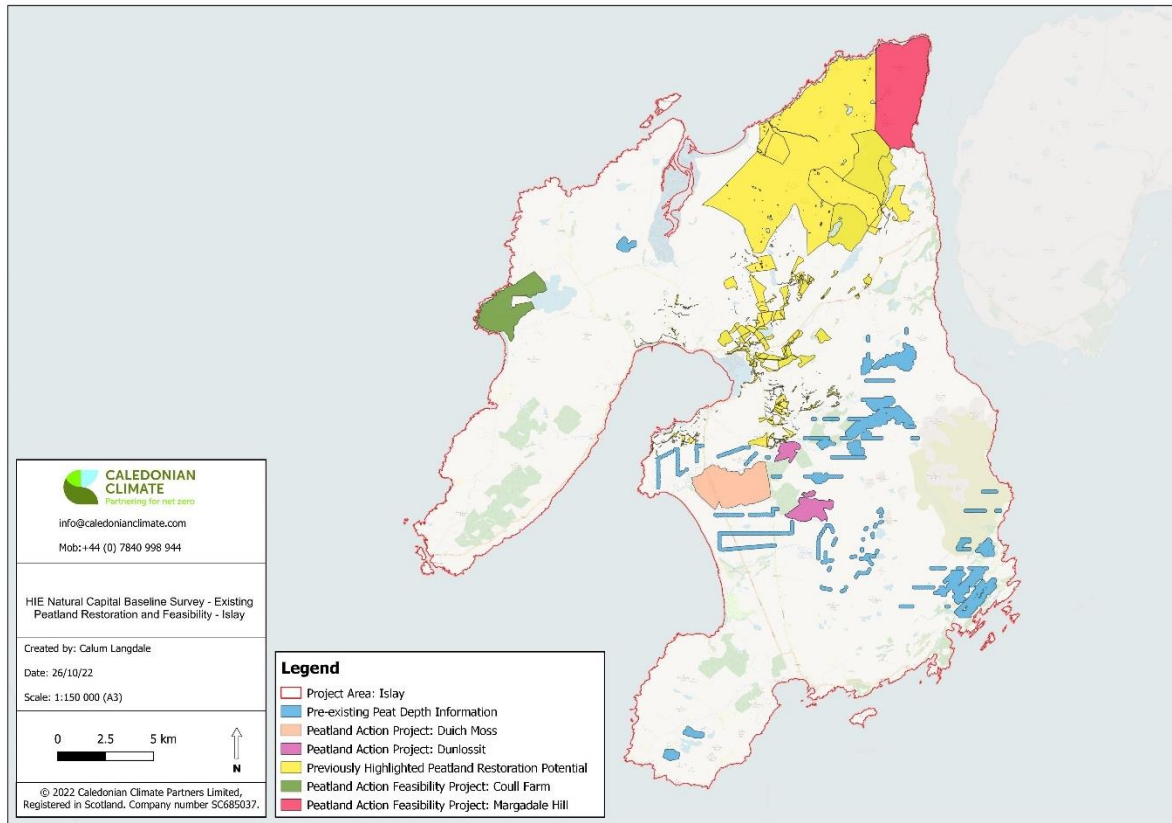 CALEDONIAN
CLIMATE
Partnering for net zero
info@caledonianclimate.com
Mob:+44 (0) 7840 998 944
HIE Natural Capital Baseline Survey - Existing
Peatland Restoration and Feasibility - Islay
Created by: Calum Langdale
Date: 26/10/22
Scale: 1:150 000 (A3)
0 2.5 5 km
N
© 2022 Caledonian Climate Partners Limited,
Registered in Scotland. Company number SC685037.
Legend
Project Area: Islay
Pre-existing Peat Depth Information
Peatland Action Project: Duich Moss
Peatland Action Project: Dunlossit
Previously Highlighted Peatland Restoration Potential
Peatland Action Feasibility Project: Coull Farm
Peatland Action Feasibility Project: Margadale Hill